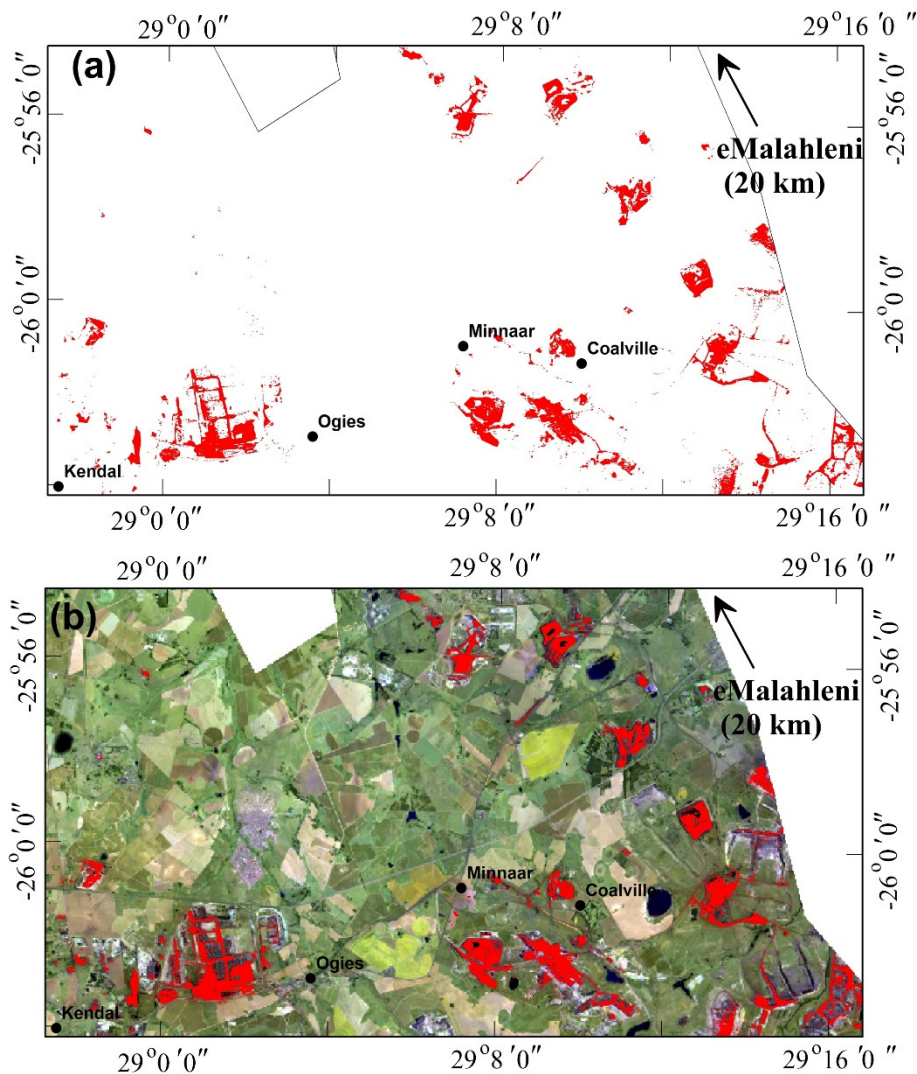 29° 0 ′0 ″ 29° 8 ′0 ″ 29° 16 ′0 ″
(a)
-25° 56 ′ 0 ″ -25° 56 ′ 0 ″
eMalahleni
(20 km)
-26° 0 ′0 ″ -26° 0 ′0 ″
Minnaar
Coalville
Ogies
Kendal
29° 0 ′0 ″ 29° 8 ′0 ″ 29° 16 ′0 ″
29° 0 ′0 ″ 29° 8 ′0 ″ 29° 16 ′0 ″
(b)
-25° 56 ′ 0 ″ -25° 56 ′ 0 ″
eMalahleni
(20 km)
-26° 0 ′0 ″ -26° 0 ′0 ″
Minnaar
Coalville
Ogies
Kendal
29° 0 ′0 ″ 29° 8 ′0 ″ 29° 16 ′0 ″